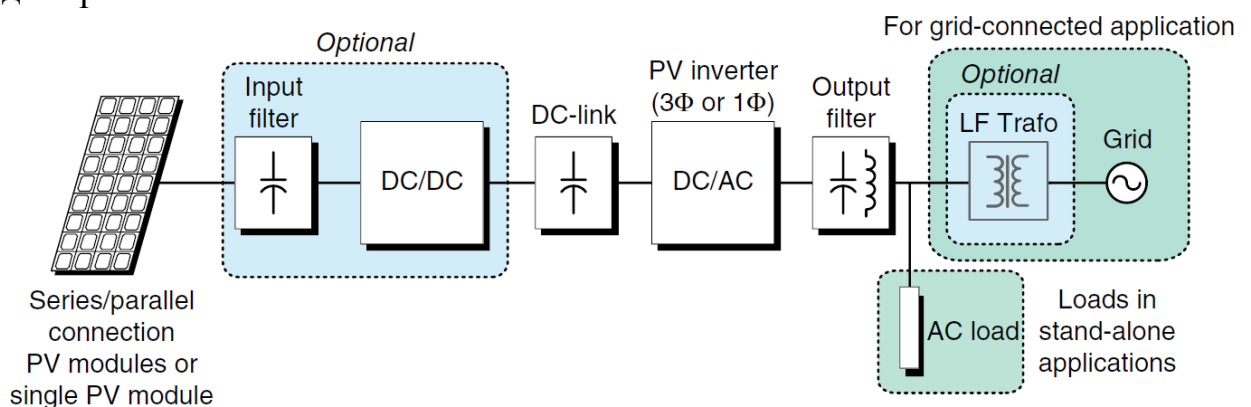 For grid-connected application
Optional
Optional
Input
filter
DC/DC
DC-link
PV inverter
(3Φ or 1Φ)
DC/AC
Output
filter
LF Trafo
Grid
Series/parallel
connection
PV modules or
single PV module
AC load
Loads in
stand-alone
applications